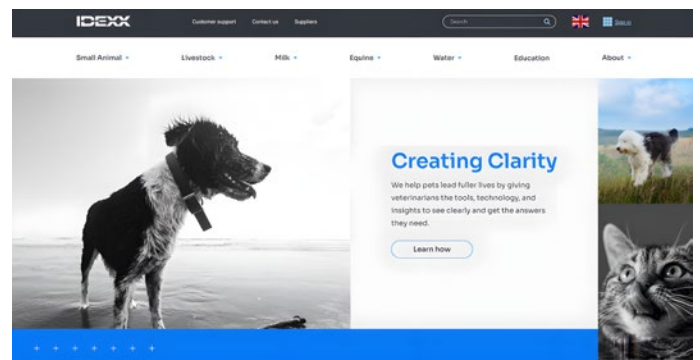 IDEXX
Customer support Contact us Suppliers Search Sign in
Small Animal Livestock Milk Equine Water Education About
Creating Clarity
We help pets lead fuller lives by giving
veterinarians the tools, technology, and
insights to see clearly and get the answers
they need.
Learn how